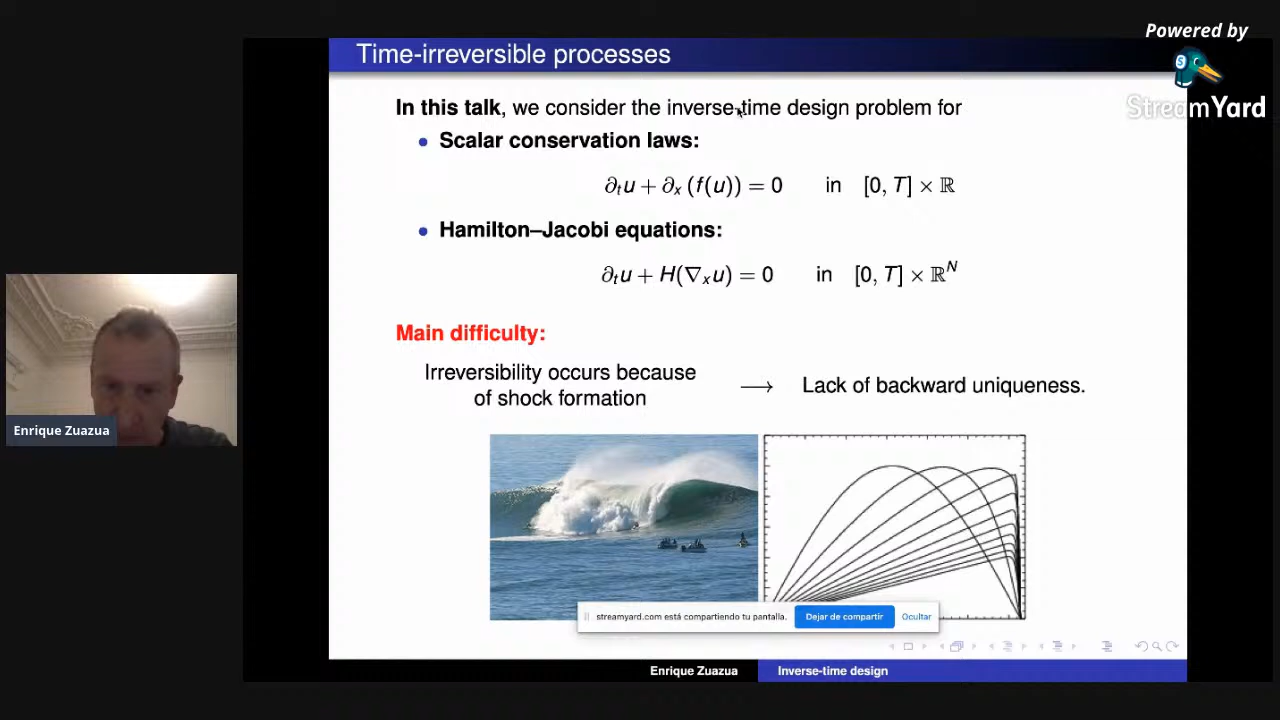 Powered by
StreamYard
Time-irreversible processes
In this talk, we consider the inverse-time design problem for
• Scalar conservation laws:
∂ₜu + ∂ₓ (f(u)) = 0 in [0, T] × ℝ
• Hamilton–Jacobi equations:
∂ₜu + H(∇ₓu) = 0 in [0, T] × ℝᴺ
Main difficulty:
Irreversibility occurs because
of shock formation
⟶ Lack of backward uniqueness.
Enrique Zuazua
streamyard.com está compartiendo tu pantalla. Dejar de compartir Ocultar
Enrique Zuazua Inverse-time design